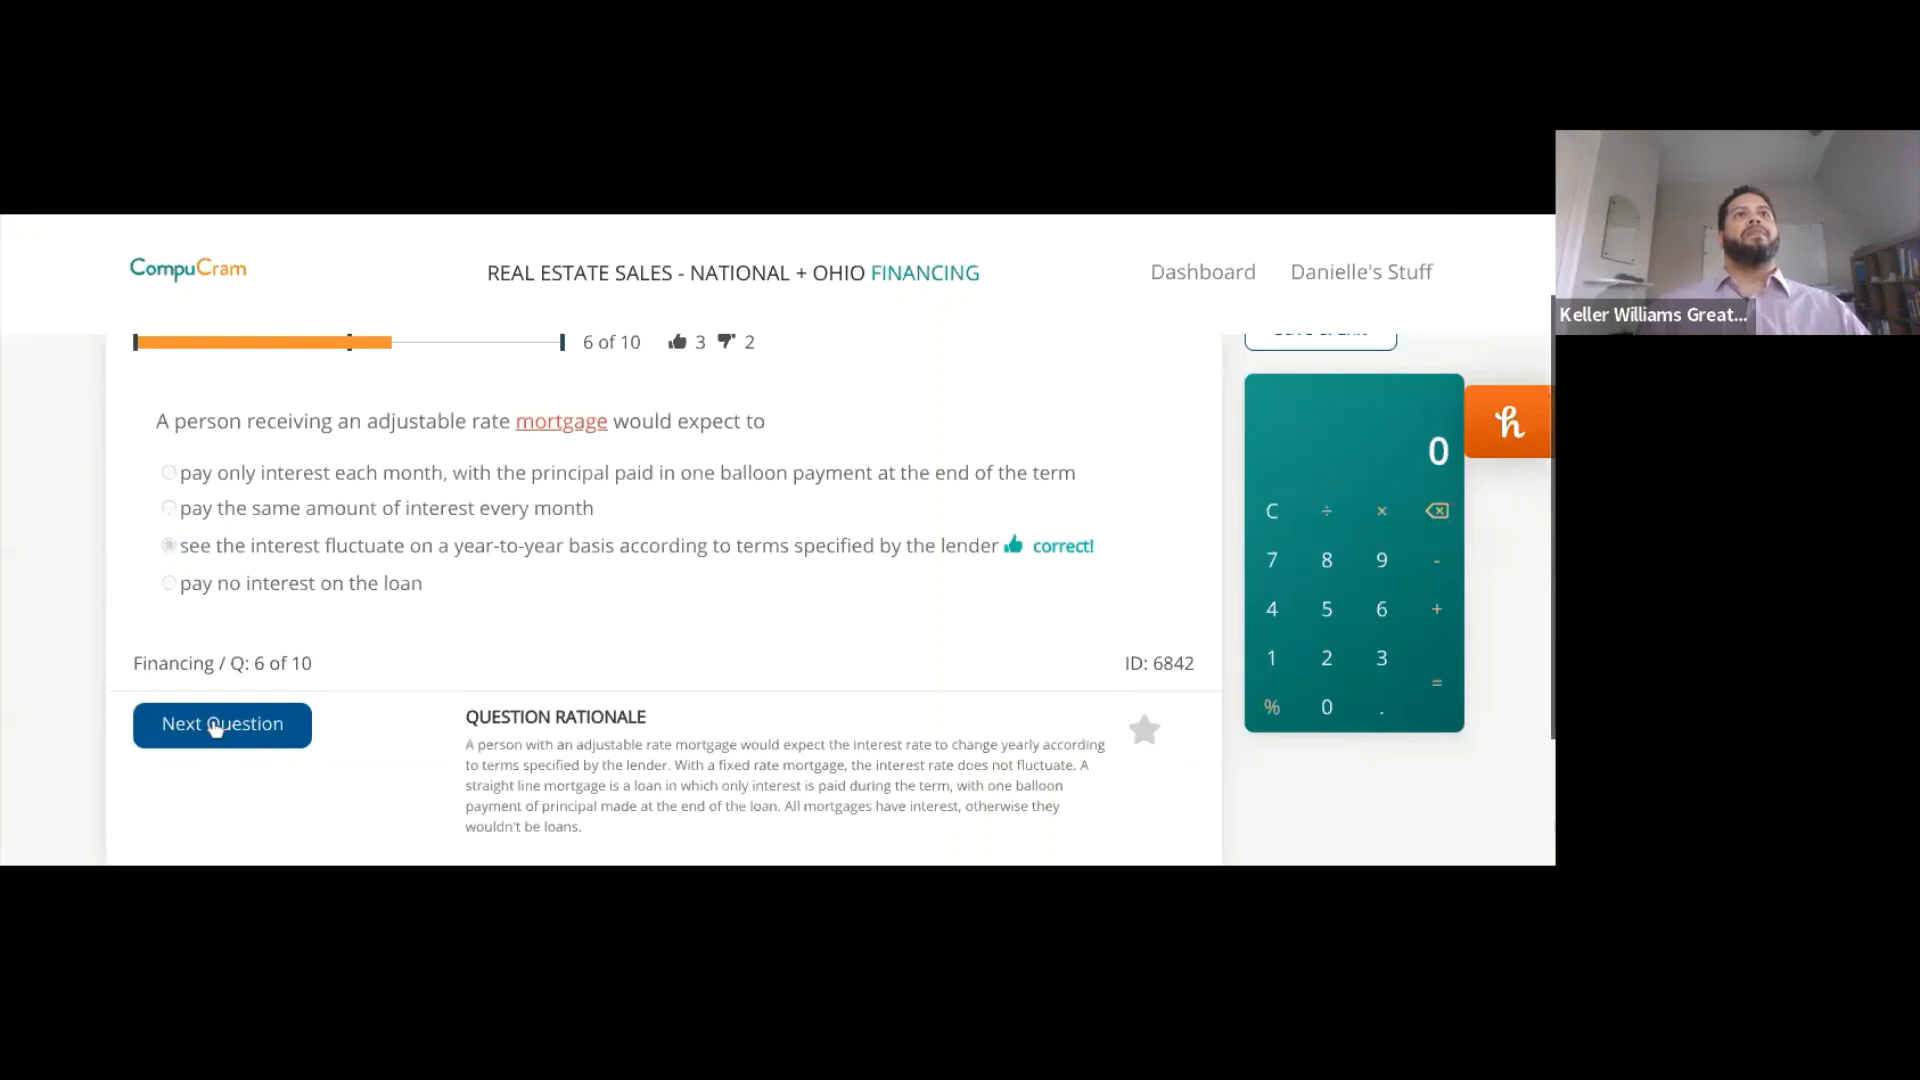 CompuCram
REAL ESTATE SALES - NATIONAL + OHIO FINANCING
Dashboard
Danielle's Stuff
Keller Williams Great...
6 of 10
3
2
A person receiving an adjustable rate mortgage would expect to
pay only interest each month, with the principal paid in one balloon payment at the end of the term
pay the same amount of interest every month
see the interest fluctuate on a year-to-year basis according to terms specified by the lender correct!
pay no interest on the loan
Financing / Q: 6 of 10
ID: 6842
Next Question
QUESTION RATIONALE
A person with an adjustable rate mortgage would expect the interest rate to change yearly according
to terms specified by the lender. With a fixed rate mortgage, the interest rate does not fluctuate. A
straight line mortgage is a loan in which only interest is paid during the term, with one balloon
payment of principal made at the end of the loan. All mortgages have interest, otherwise they
wouldn't be loans.
0
C ÷ ×
7 8 9 -
4 5 6 +
1 2 3
=
% 0 .
h